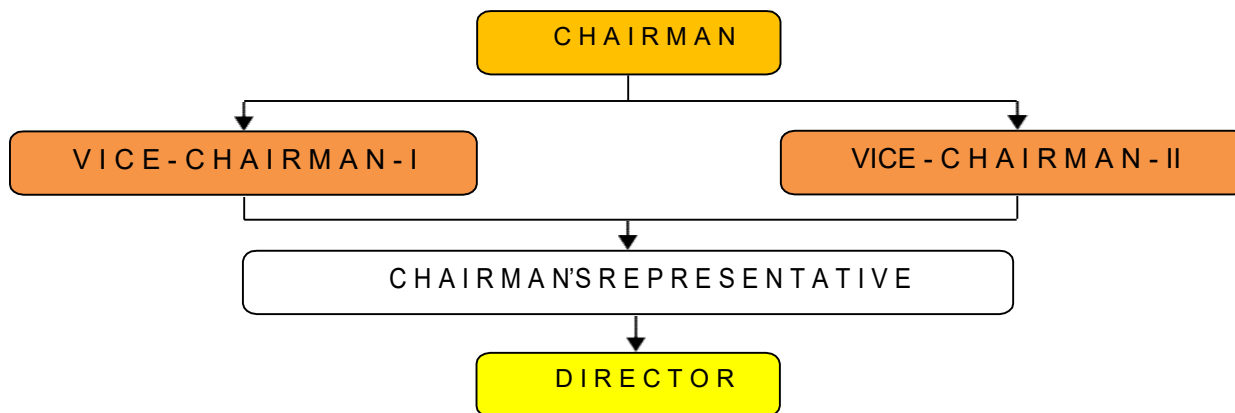 CHAIRMAN
VICE-CHAIRMAN-I
VICE-CHAIRMAN-II
CHAIRMAN'SREPRESENTATIVE
DIRECTOR